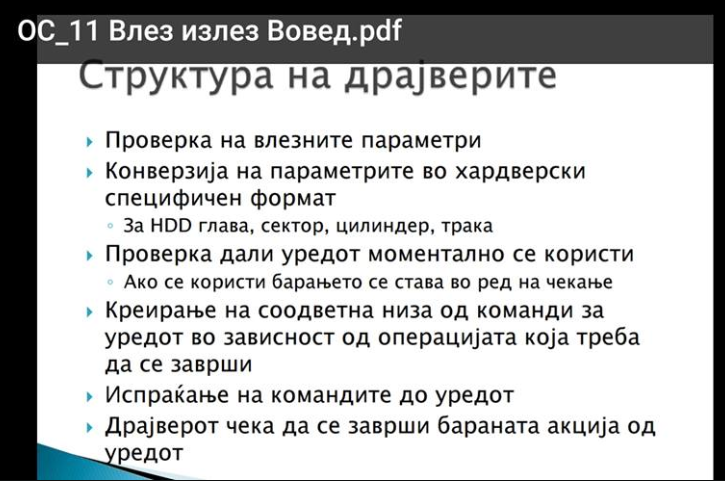 ОС_11 Влез излез Вовед.pdf
Структура на драјверите
Проверка на влезните параметри
Конверзија на параметрите во хардверски
специфичен формат
За HDD глава, сектор, цилиндер, трака
Проверка дали уредот моментално се користи
Ако се користи барањето се става во ред на чекање
Креирање на соодветна низа од команди за
уредот во зависност од операцијата која треба
да се заврши
Испраќање на командите до уредот
Драјверот чека да се заврши бараната акција од
уредот